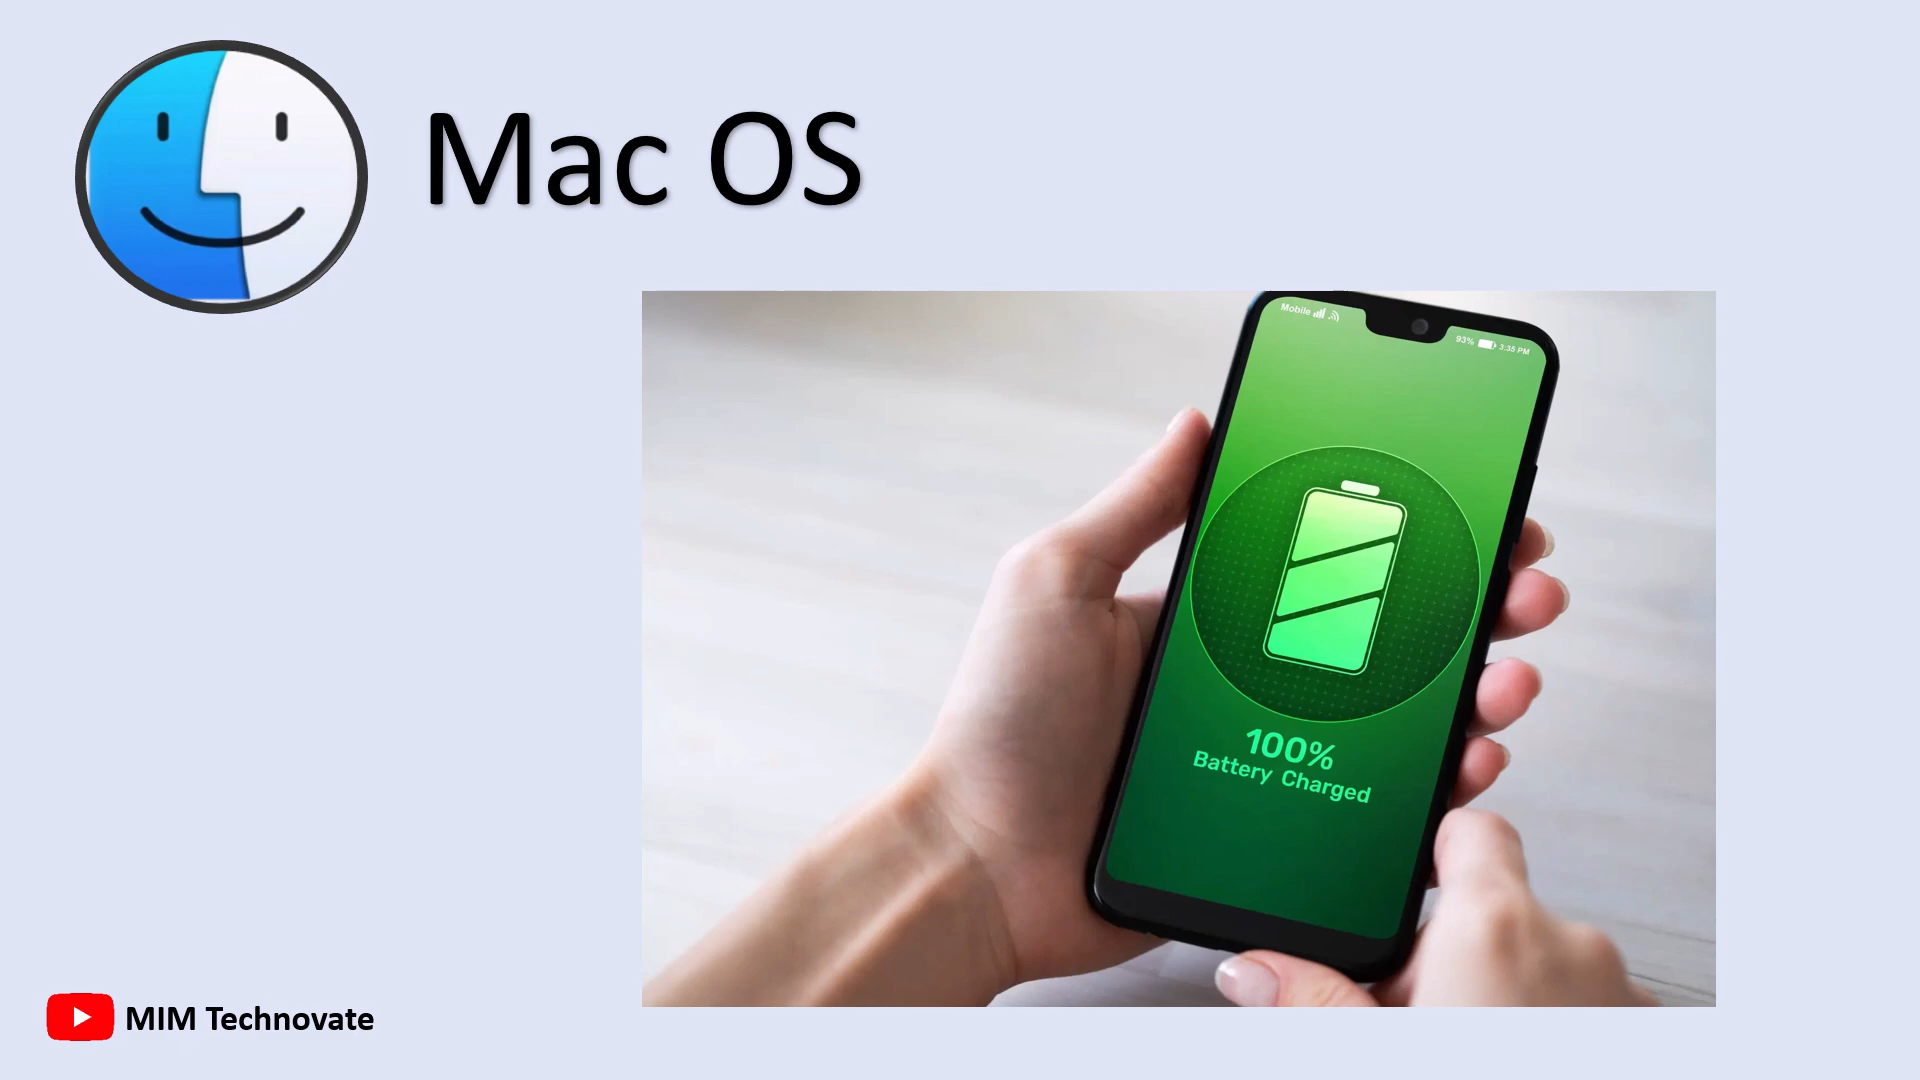 Mac OS
Mobile
93% 3:35 PM
100%
Battery Charged
MIM Technovate